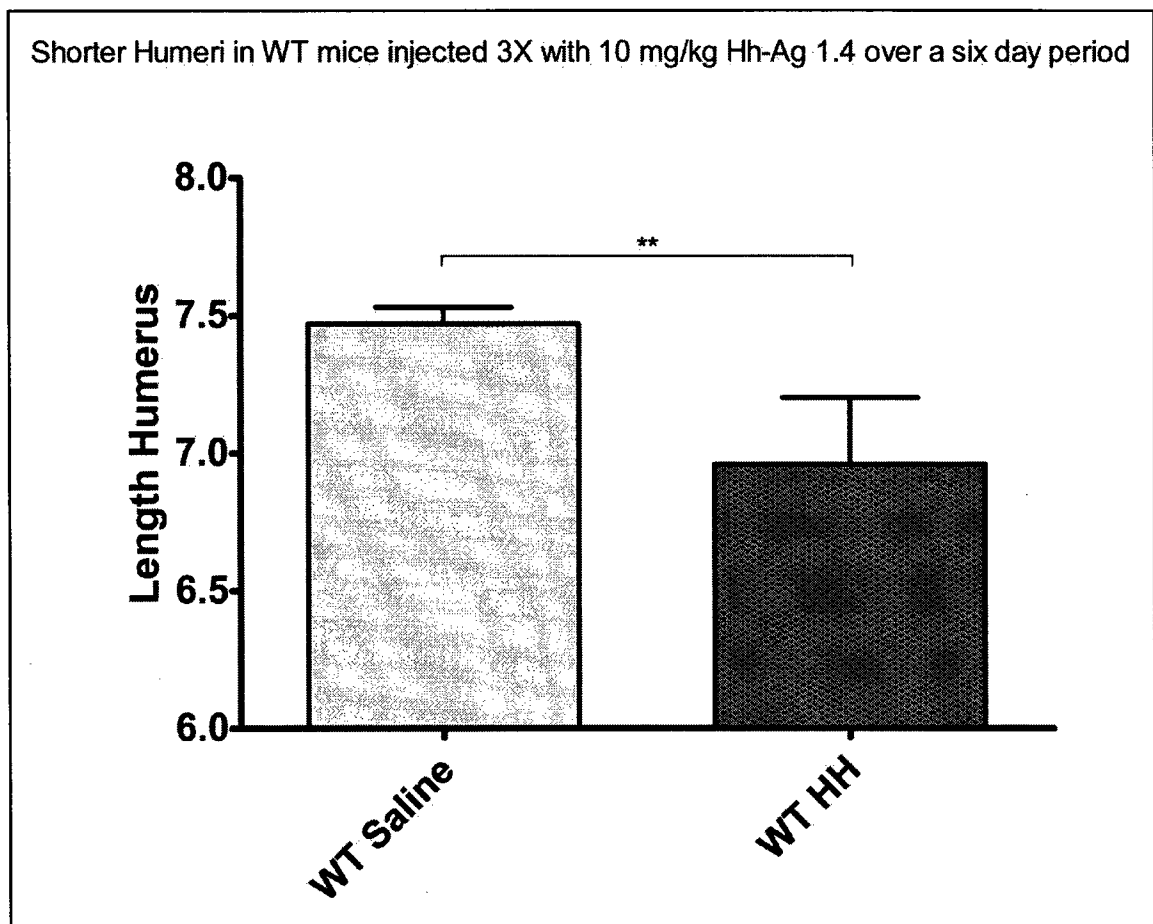 Shorter Humeri in WT mice injected 3X with 10 mg/kg Hh-Ag 1.4 over a six day period
8.0
**
7.5
7.0
6.5
6.0
Length Humerus
WT Saline
WT HH